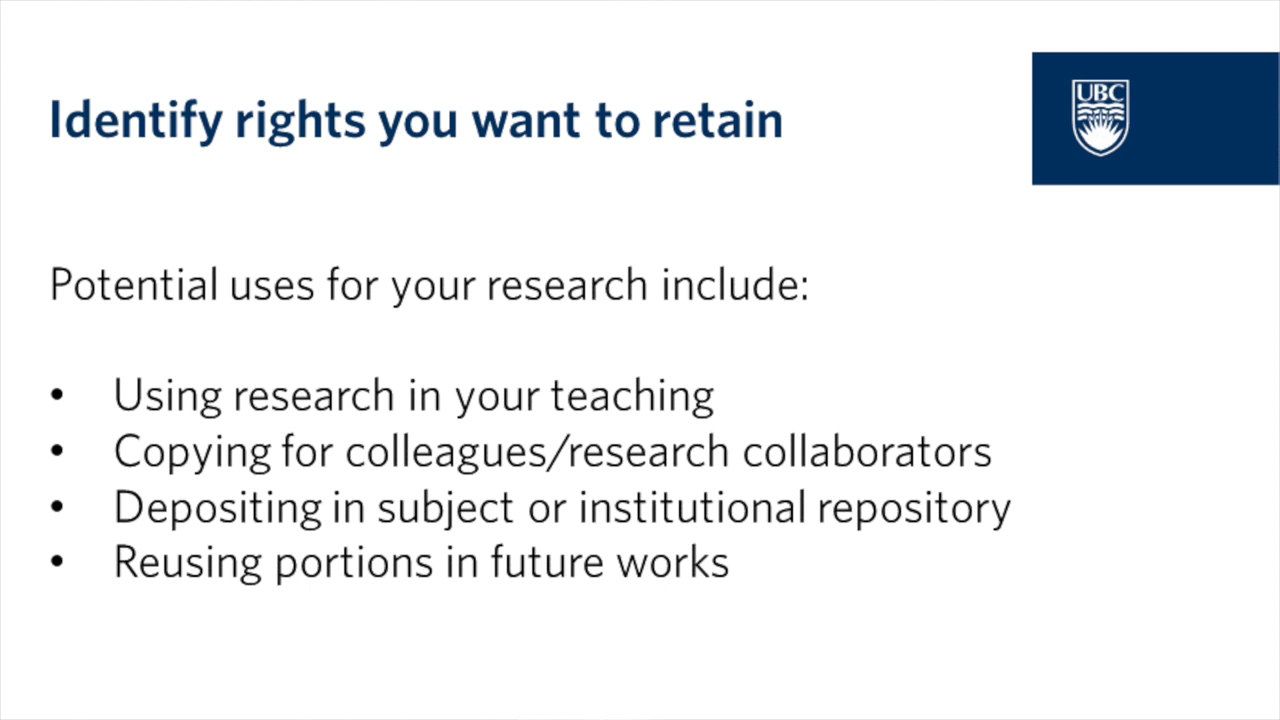 Identify rights you want to retain
UBC
Potential uses for your research include:
• Using research in your teaching
• Copying for colleagues/research collaborators
• Depositing in subject or institutional repository
• Reusing portions in future works